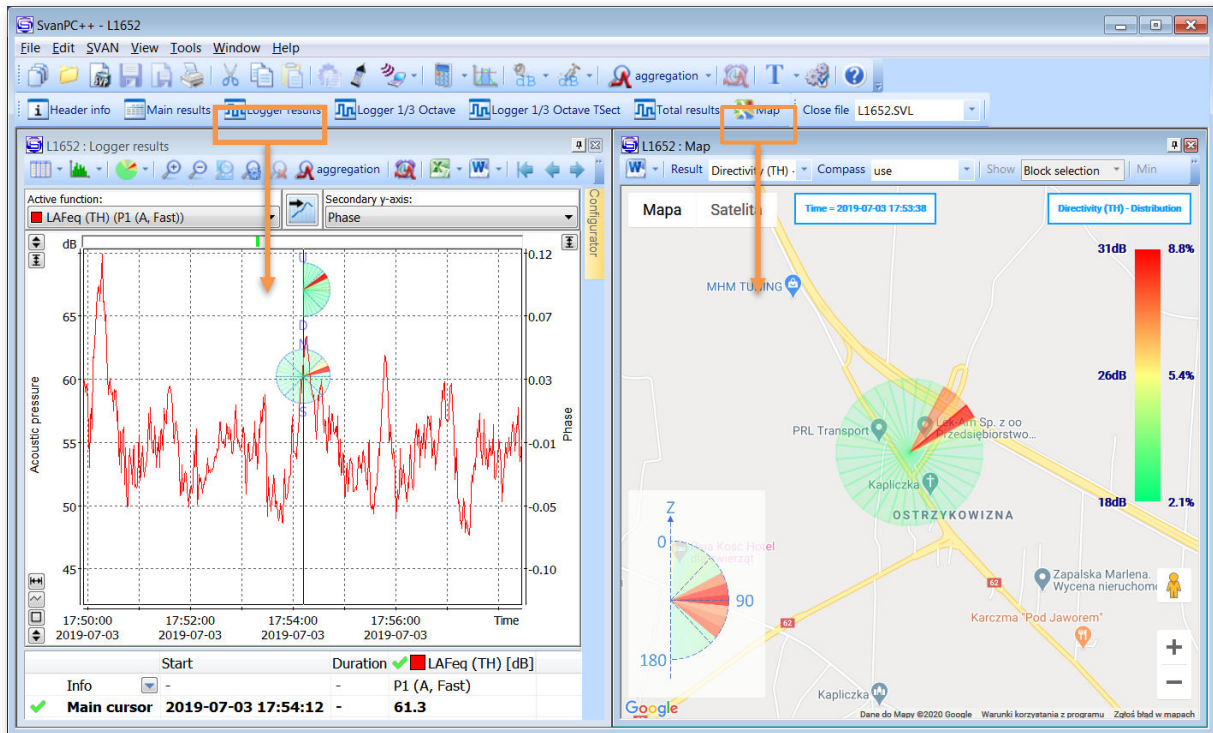 SvanPC++ - L1652
File Edit SVAN View Tools Window Help
aggregation
T
Header info Main results Logger results Logger 1/3 Octave Logger 1/3 Octave TSect Total results Map Close file L1652.SVL
L1652 : Logger results
aggregation
Active function: Secondary y-axis:
LAFeq (TH) (P1 (A, Fast)) Phase
Configurator
dB
65
60
55
50
45
Acoustic pressure
0.12
0.07
0.03
-0.01
-0.05
-0.10
Phase
U
D
N
S
17:50:00 17:52:00 17:54:00 17:56:00 Time
2019-07-03 2019-07-03 2019-07-03 2019-07-03
Start Duration LAFeq (TH) [dB]
Info - - P1 (A, Fast)
Main cursor 2019-07-03 17:54:12 - 61.3
L1652 : Map
Result Directivity (TH) - Compass use Show Block selection Min
Mapa Satelita
Time = 2019-07-03 17:53:38
Directivity (TH) - Distribution
31dB 8.8%
26dB 5.4%
18dB 2.1%
MHM TUNING
PRL Transport
Lek-Am Sp. z oo
Przedsiębiorstwo...
Kapliczka
OSTRZYKOWIZNA
Z
0
90
180
62
62
Zapalska Marlena.
Wycena nieruchomo
Karczma "Pod Jaworem"
Kapliczka
Google
Dane do Mapy ©2020 Google Warunki korzystania z programu Zgłoś błąd w mapach